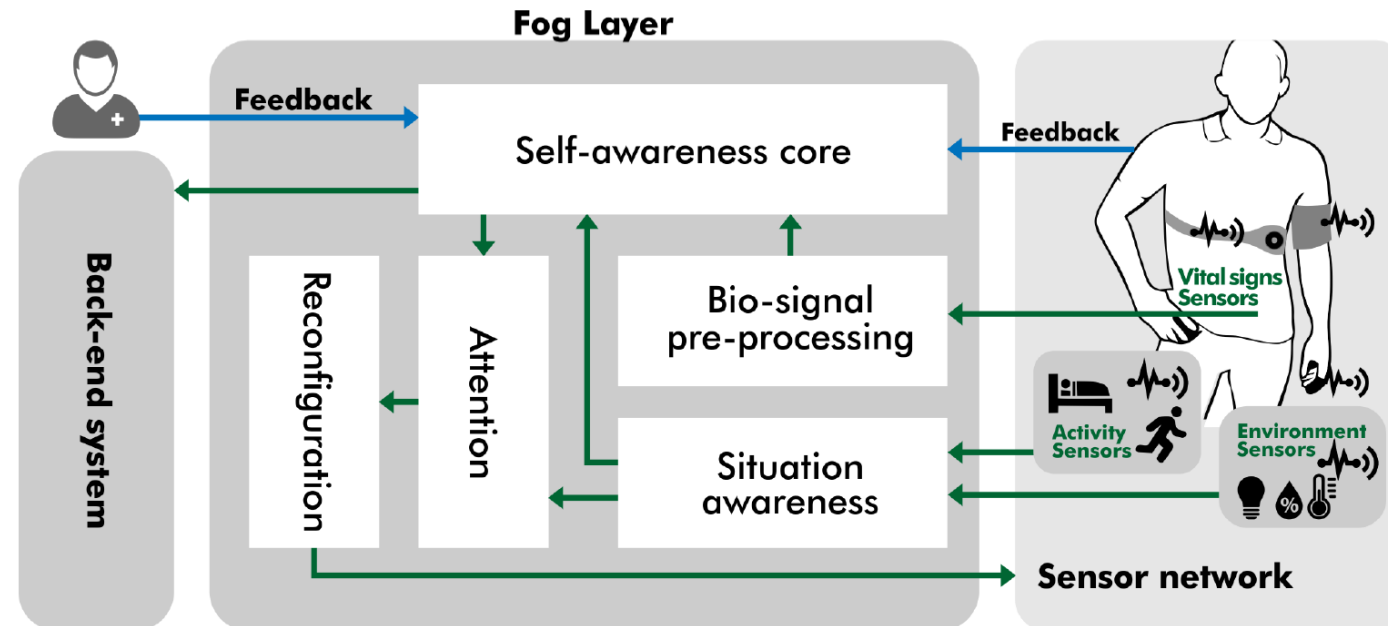 Fog Layer
Feedback
Self-awareness core
Feedback
Back-end system
Reconfiguration
Attention
Bio-signal
pre-processing
Situation
awareness
Vital signs
Sensors
Activity
Sensors
Environment
Sensors
%
Sensor network